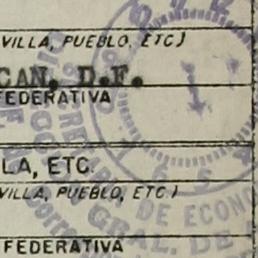 VILLA, PUEBLO, ETC)
CAN, D.F.
FEDERATIVA
LA, ETC.
VILLA, PUEBLO, ETC.)
DE ECONO
GRAL. DE
FEDERATIVA